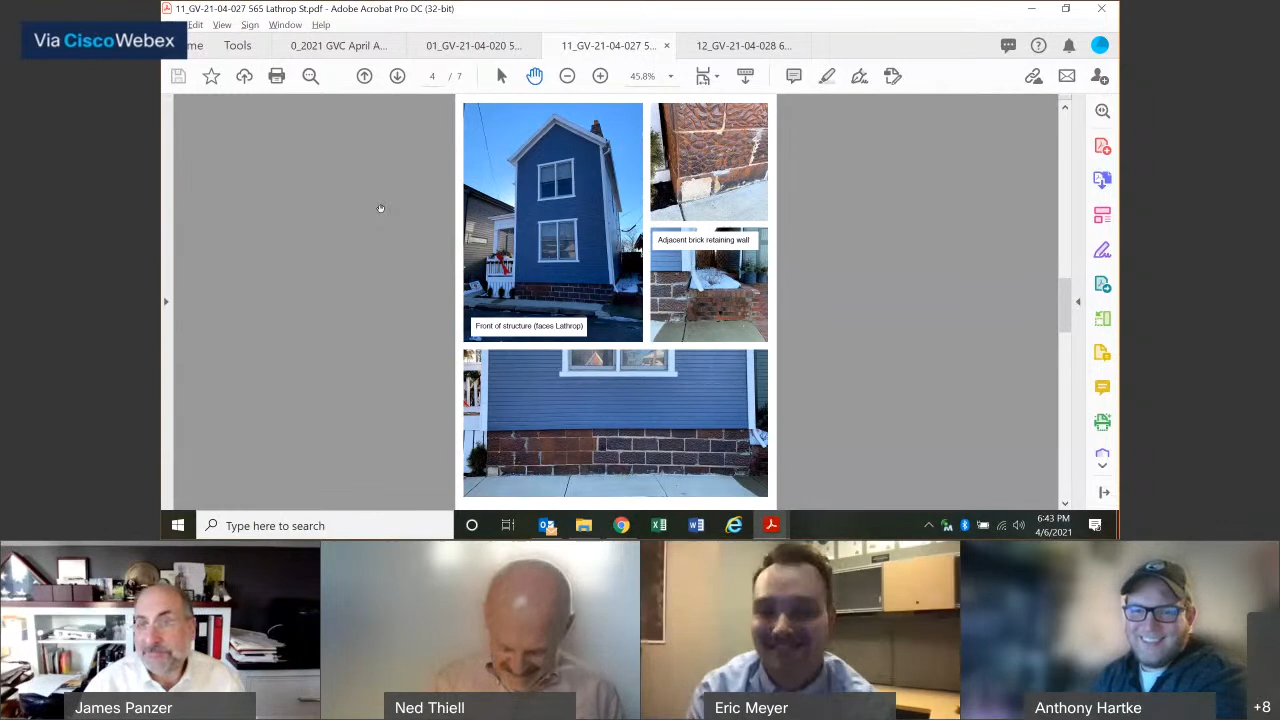 11_GV-21-04-027 565 Lathrop St.pdf - Adobe Acrobat Pro DC (32-bit)
Via CiscoWebex
Edit View Sign Window Help
me Tools 0_2021 GVC April A... 01_GV-21-04-020 5... 11_GV-21-04-027 5... × 12_GV-21-04-028 6...
4 / 7 45.8%
Adjacent brick retaining wall
Front of structure (faces Lathrop)
Type here to search
6:43 PM
4/6/2021
James Panzer
Ned Thiell
Eric Meyer
Anthony Hartke
+8